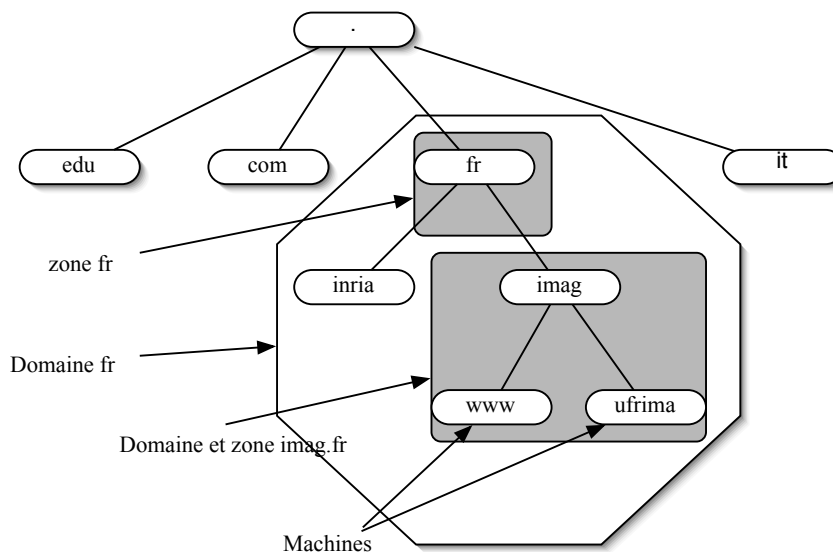 .
edu
com
fr
it
zone fr
inria
imag
Domaine fr
www
ufrima
Domaine et zone imag.fr
Machines